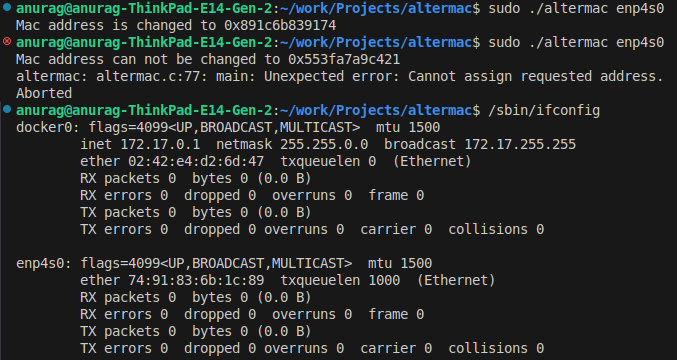 anurag@anurag-ThinkPad-E14-Gen-2:~/work/Projects/altermac$ sudo ./altermac enp4s0
Mac address is changed to 0x891c6b839174
anurag@anurag-ThinkPad-E14-Gen-2:~/work/Projects/altermac$ sudo ./altermac enp4s0
Mac address can not be changed to 0x553fa7a9c421
altermac: altermac.c:77: main: Unexpected error: Cannot assign requested address.
Aborted
anurag@anurag-ThinkPad-E14-Gen-2:~/work/Projects/altermac$ /sbin/ifconfig
docker0: flags=4099<UP,BROADCAST,MULTICAST>  mtu 1500
        inet 172.17.0.1  netmask 255.255.0.0  broadcast 172.17.255.255
        ether 02:42:e4:d2:6d:47  txqueuelen 0  (Ethernet)
        RX packets 0  bytes 0 (0.0 B)
        RX errors 0  dropped 0  overruns 0  frame 0
        TX packets 0  bytes 0 (0.0 B)
        TX errors 0  dropped 0 overruns 0  carrier 0  collisions 0

enp4s0: flags=4099<UP,BROADCAST,MULTICAST>  mtu 1500
        ether 74:91:83:6b:1c:89  txqueuelen 1000  (Ethernet)
        RX packets 0  bytes 0 (0.0 B)
        RX errors 0  dropped 0  overruns 0  frame 0
        TX packets 0  bytes 0 (0.0 B)
        TX errors 0  dropped 0 overruns 0  carrier 0  collisions 0